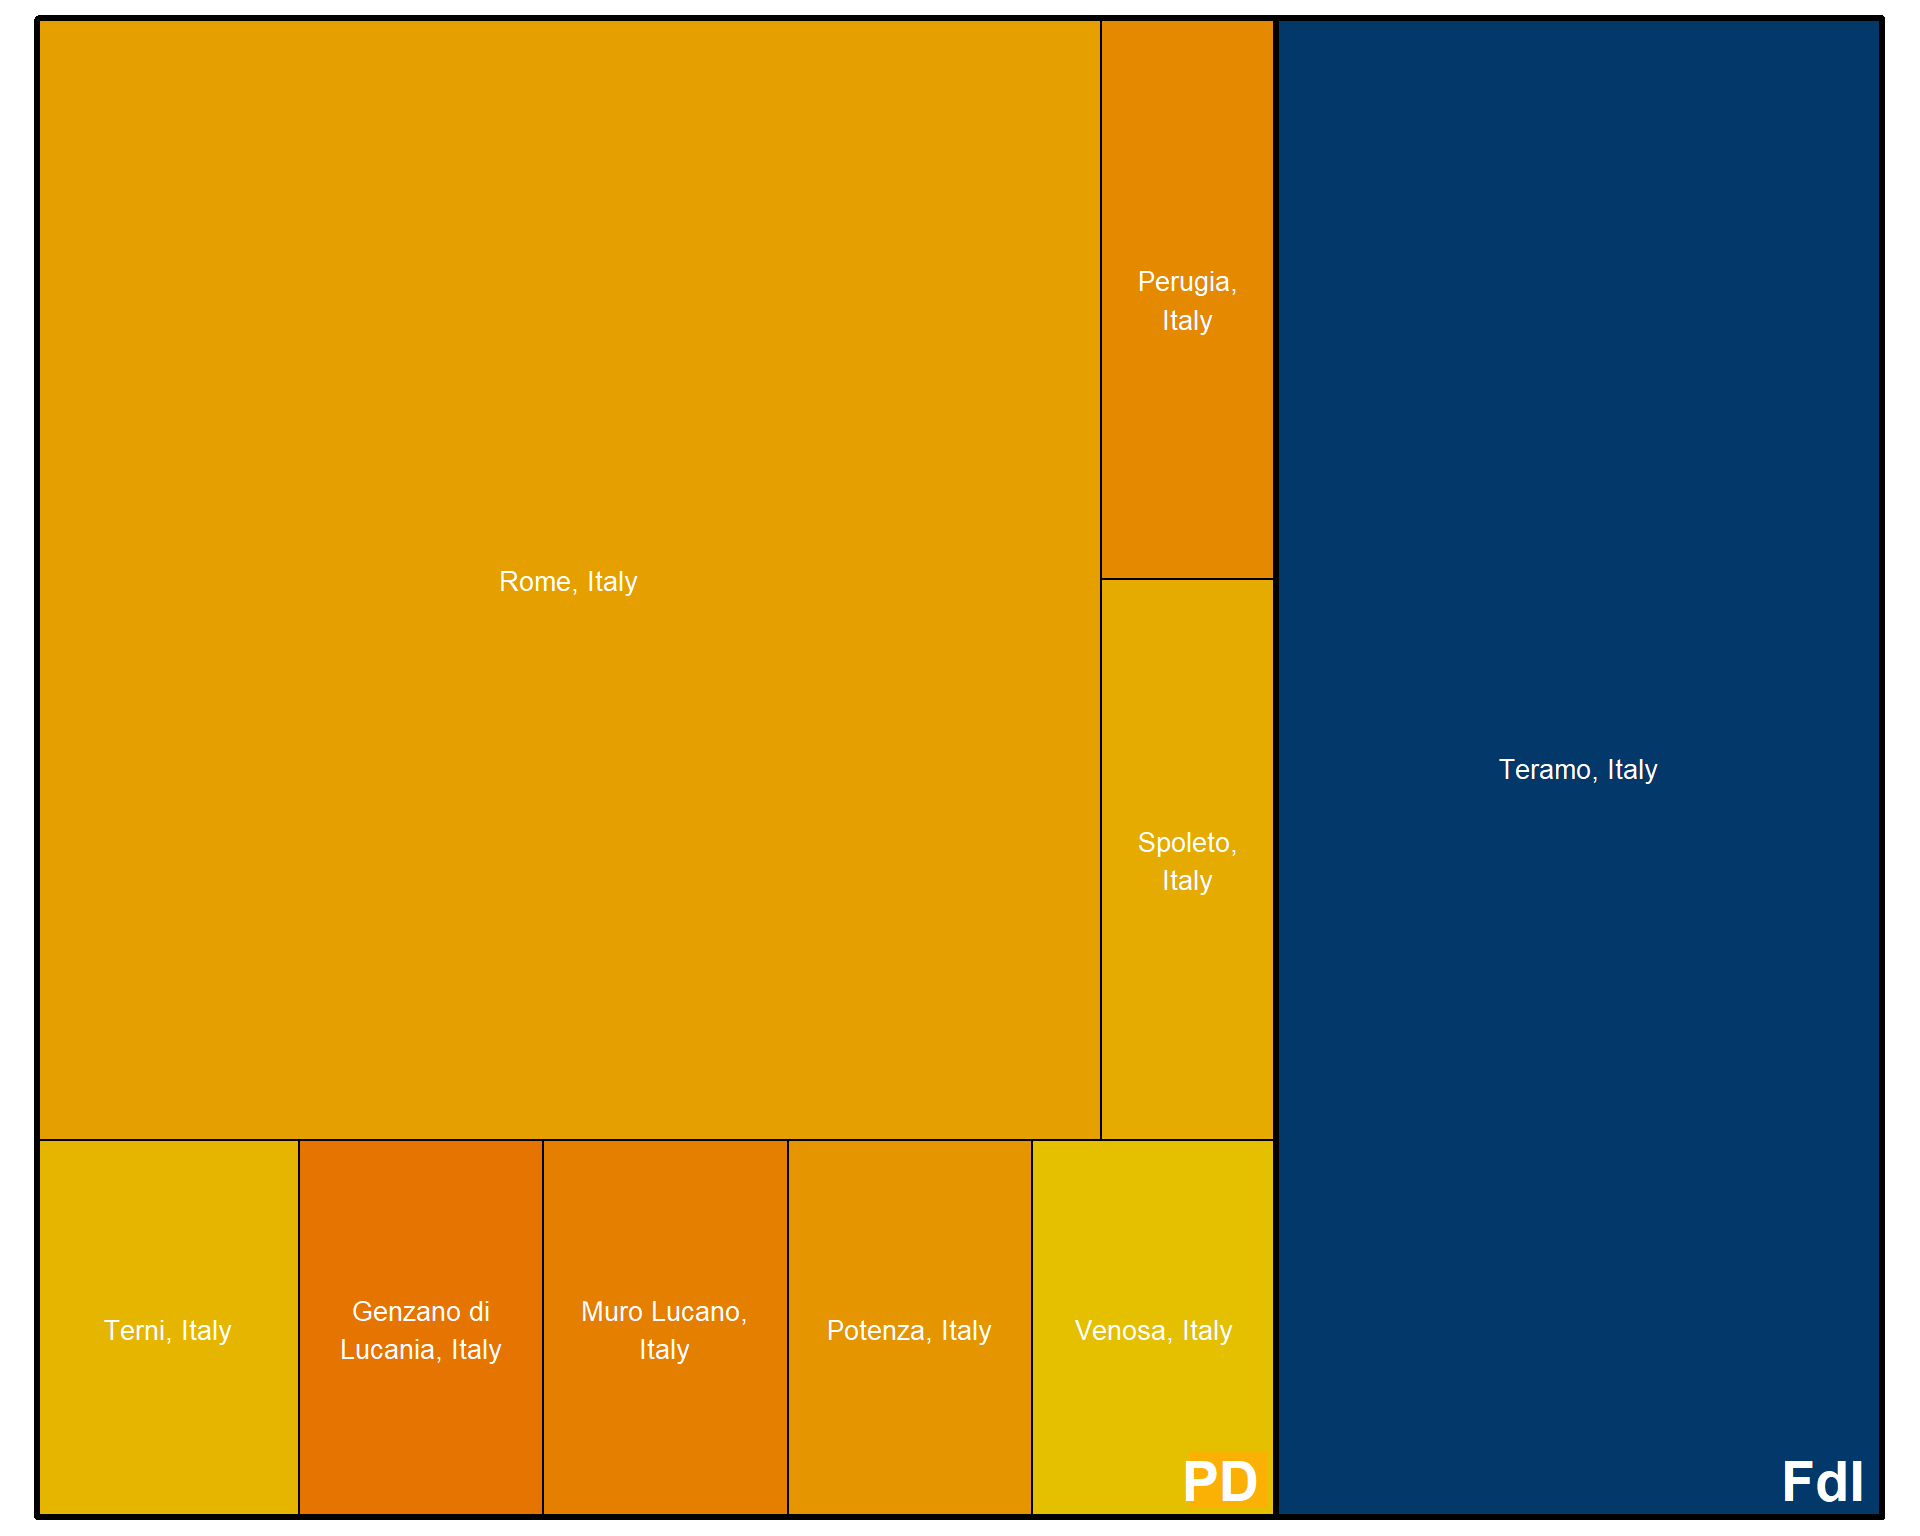 Perugia,
Italy
Rome, Italy
Teramo, Italy
Spoleto,
Italy
Terni, Italy
Genzano di
Lucania, Italy
Muro Lucano,
Italy
Potenza, Italy
Venosa, Italy
PD
FdI